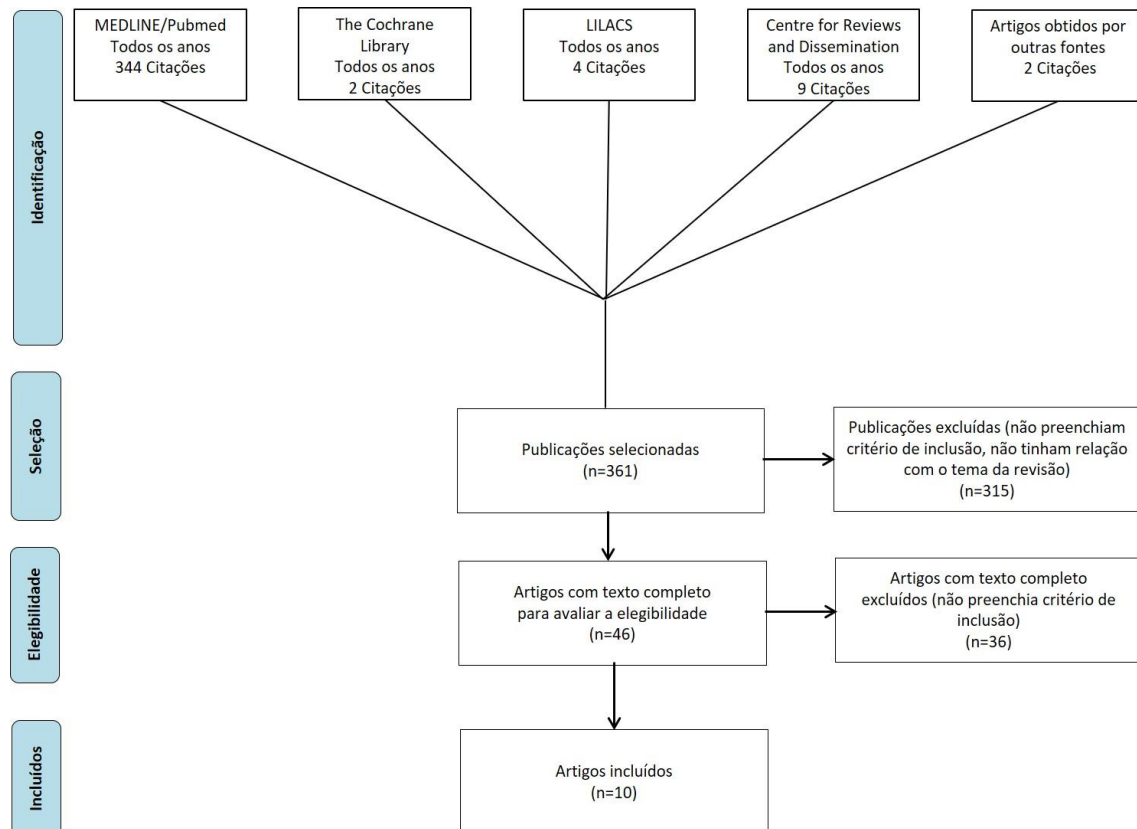 MEDLINE/Pubmed
Todos os anos
344 Citações
The Cochrane
Library
Todos os anos
2 Citações
LILACS
Todos os anos
4 Citações
Centre for Reviews
and Dissemination
Todos os anos
9 Citações
Artigos obtidos por
outras fontes
2 Citações
Identificação
Seleção
Publicações selecionadas
(n=361)
Publicações excluídas (não preenchiam
critério de inclusão, não tinham relação
com o tema da revisão)
(n=315)
Elegibilidade
Artigos com texto completo
para avaliar a elegibilidade
(n=46)
Artigos com texto completo
excluídos (não preenchia critério de
inclusão)
(n=36)
Incluídos
Artigos incluídos
(n=10)